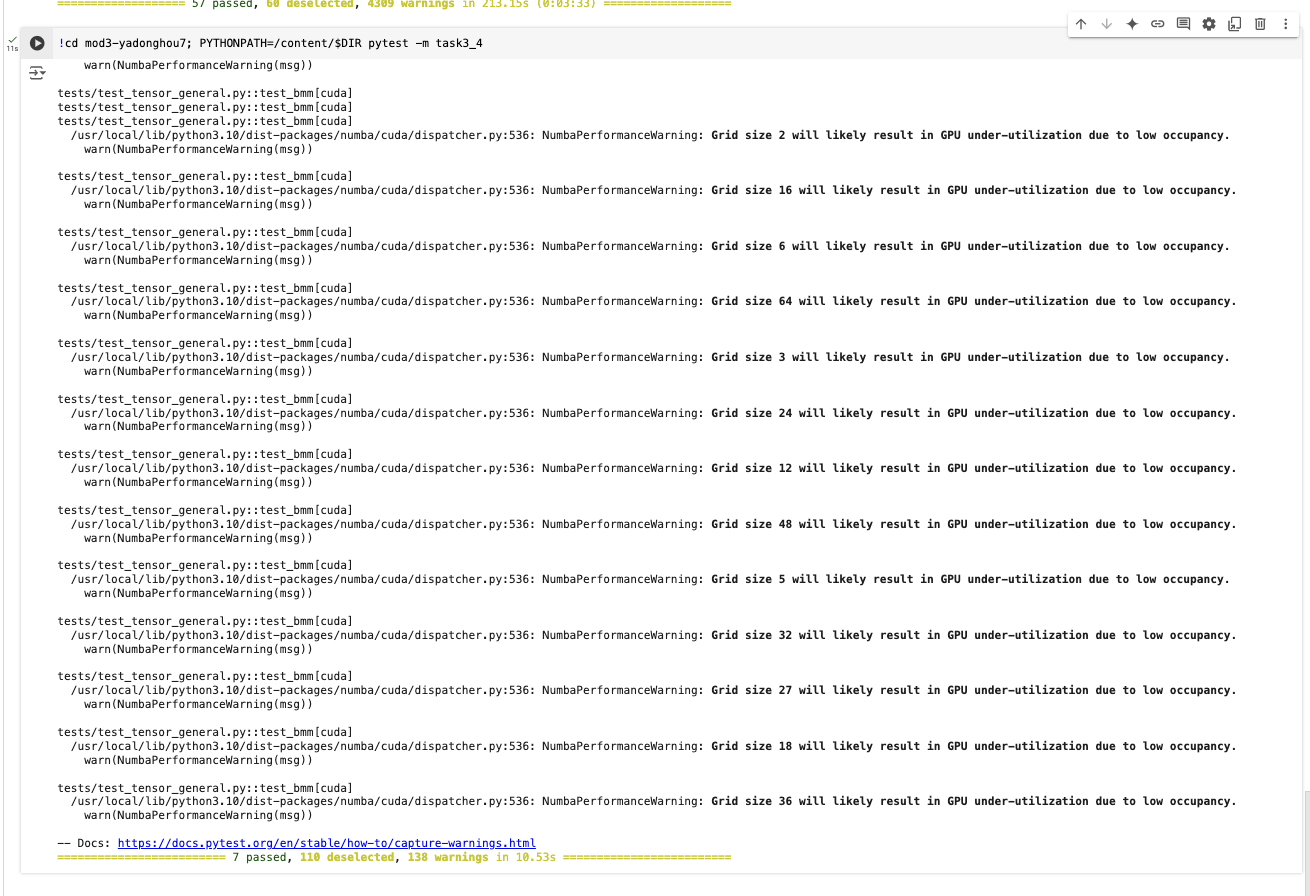 =================== 57 passed, 60 deselected, 4309 warnings in 213.15s (0:03:33) ===================
11s
!cd mod3-yadonghou7; PYTHONPATH=/content/$DIR pytest -m task3_4
warn(NumbaPerformanceWarning(msg))
tests/test_tensor_general.py::test_bmm[cuda]
tests/test_tensor_general.py::test_bmm[cuda]
tests/test_tensor_general.py::test_bmm[cuda]
/usr/local/lib/python3.10/dist-packages/numba/cuda/dispatcher.py:536: NumbaPerformanceWarning: Grid size 2 will likely result in GPU under-utilization due to low occupancy.
warn(NumbaPerformanceWarning(msg))
tests/test_tensor_general.py::test_bmm[cuda]
/usr/local/lib/python3.10/dist-packages/numba/cuda/dispatcher.py:536: NumbaPerformanceWarning: Grid size 16 will likely result in GPU under-utilization due to low occupancy.
warn(NumbaPerformanceWarning(msg))
tests/test_tensor_general.py::test_bmm[cuda]
/usr/local/lib/python3.10/dist-packages/numba/cuda/dispatcher.py:536: NumbaPerformanceWarning: Grid size 6 will likely result in GPU under-utilization due to low occupancy.
warn(NumbaPerformanceWarning(msg))
tests/test_tensor_general.py::test_bmm[cuda]
/usr/local/lib/python3.10/dist-packages/numba/cuda/dispatcher.py:536: NumbaPerformanceWarning: Grid size 64 will likely result in GPU under-utilization due to low occupancy.
warn(NumbaPerformanceWarning(msg))
tests/test_tensor_general.py::test_bmm[cuda]
/usr/local/lib/python3.10/dist-packages/numba/cuda/dispatcher.py:536: NumbaPerformanceWarning: Grid size 3 will likely result in GPU under-utilization due to low occupancy.
warn(NumbaPerformanceWarning(msg))
tests/test_tensor_general.py::test_bmm[cuda]
/usr/local/lib/python3.10/dist-packages/numba/cuda/dispatcher.py:536: NumbaPerformanceWarning: Grid size 24 will likely result in GPU under-utilization due to low occupancy.
warn(NumbaPerformanceWarning(msg))
tests/test_tensor_general.py::test_bmm[cuda]
/usr/local/lib/python3.10/dist-packages/numba/cuda/dispatcher.py:536: NumbaPerformanceWarning: Grid size 12 will likely result in GPU under-utilization due to low occupancy.
warn(NumbaPerformanceWarning(msg))
tests/test_tensor_general.py::test_bmm[cuda]
/usr/local/lib/python3.10/dist-packages/numba/cuda/dispatcher.py:536: NumbaPerformanceWarning: Grid size 48 will likely result in GPU under-utilization due to low occupancy.
warn(NumbaPerformanceWarning(msg))
tests/test_tensor_general.py::test_bmm[cuda]
/usr/local/lib/python3.10/dist-packages/numba/cuda/dispatcher.py:536: NumbaPerformanceWarning: Grid size 5 will likely result in GPU under-utilization due to low occupancy.
warn(NumbaPerformanceWarning(msg))
tests/test_tensor_general.py::test_bmm[cuda]
/usr/local/lib/python3.10/dist-packages/numba/cuda/dispatcher.py:536: NumbaPerformanceWarning: Grid size 32 will likely result in GPU under-utilization due to low occupancy.
warn(NumbaPerformanceWarning(msg))
tests/test_tensor_general.py::test_bmm[cuda]
/usr/local/lib/python3.10/dist-packages/numba/cuda/dispatcher.py:536: NumbaPerformanceWarning: Grid size 27 will likely result in GPU under-utilization due to low occupancy.
warn(NumbaPerformanceWarning(msg))
tests/test_tensor_general.py::test_bmm[cuda]
/usr/local/lib/python3.10/dist-packages/numba/cuda/dispatcher.py:536: NumbaPerformanceWarning: Grid size 18 will likely result in GPU under-utilization due to low occupancy.
warn(NumbaPerformanceWarning(msg))
tests/test_tensor_general.py::test_bmm[cuda]
/usr/local/lib/python3.10/dist-packages/numba/cuda/dispatcher.py:536: NumbaPerformanceWarning: Grid size 36 will likely result in GPU under-utilization due to low occupancy.
warn(NumbaPerformanceWarning(msg))
-- Docs: https://docs.pytest.org/en/stable/how-to/capture-warnings.html
========================= 7 passed, 110 deselected, 138 warnings in 10.53s =========================